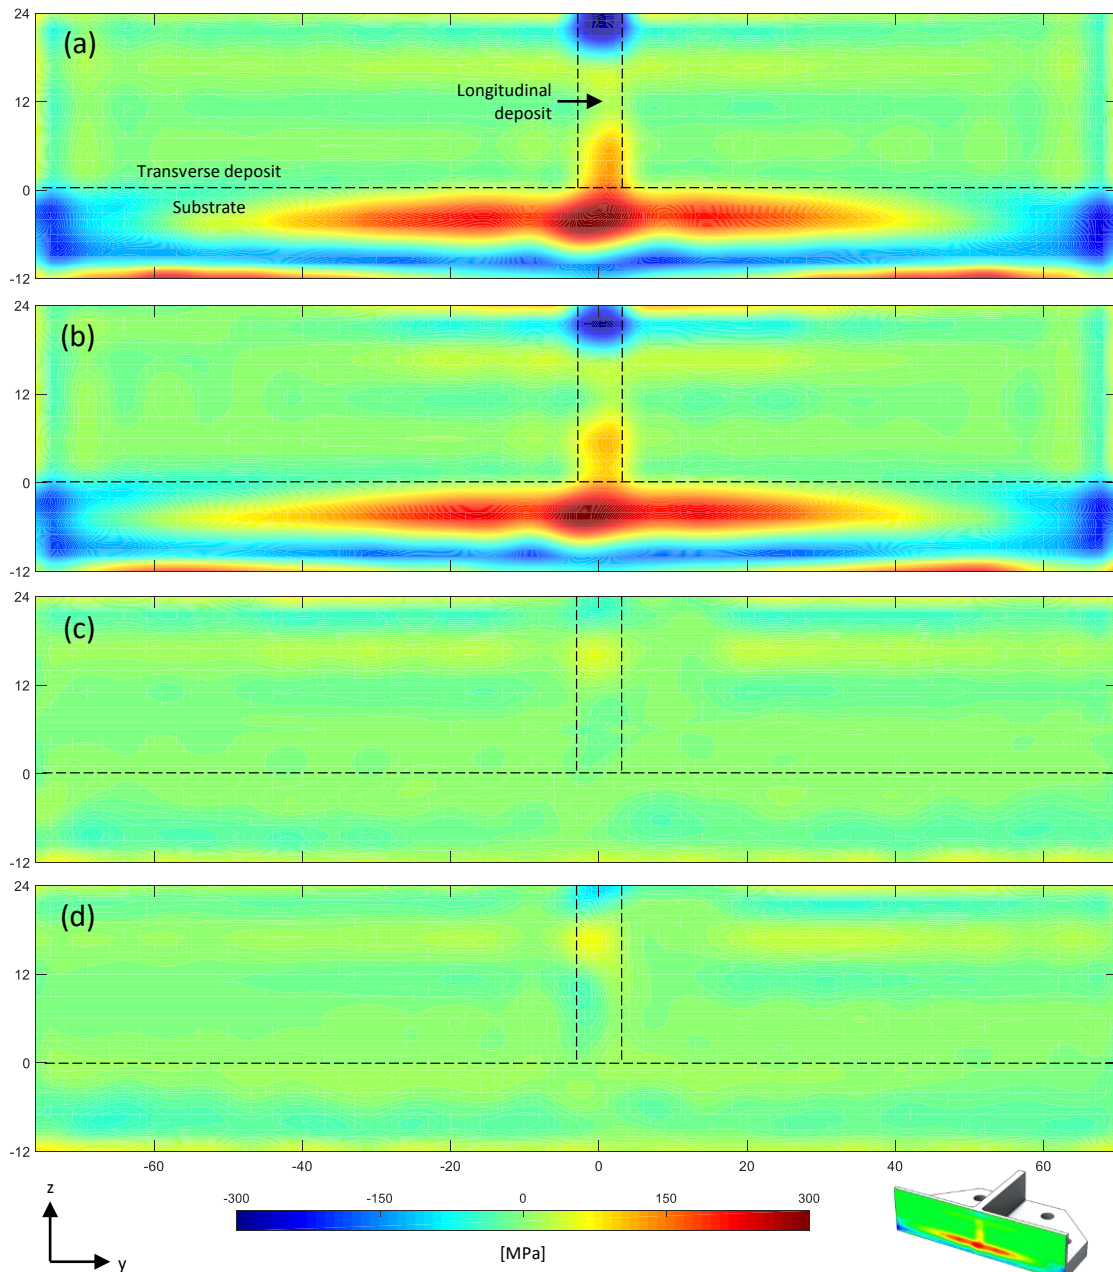 24
(a)
12
Longitudinal
deposit
Transverse deposit
0
Substrate
-12
24
(b)
12
0
-12
24
(c)
12
0
-12
24
(d)
12
0
-12
-60 -40 -20 0 20 40 60
z
y
-300 -150 0 150 300
[MPa]